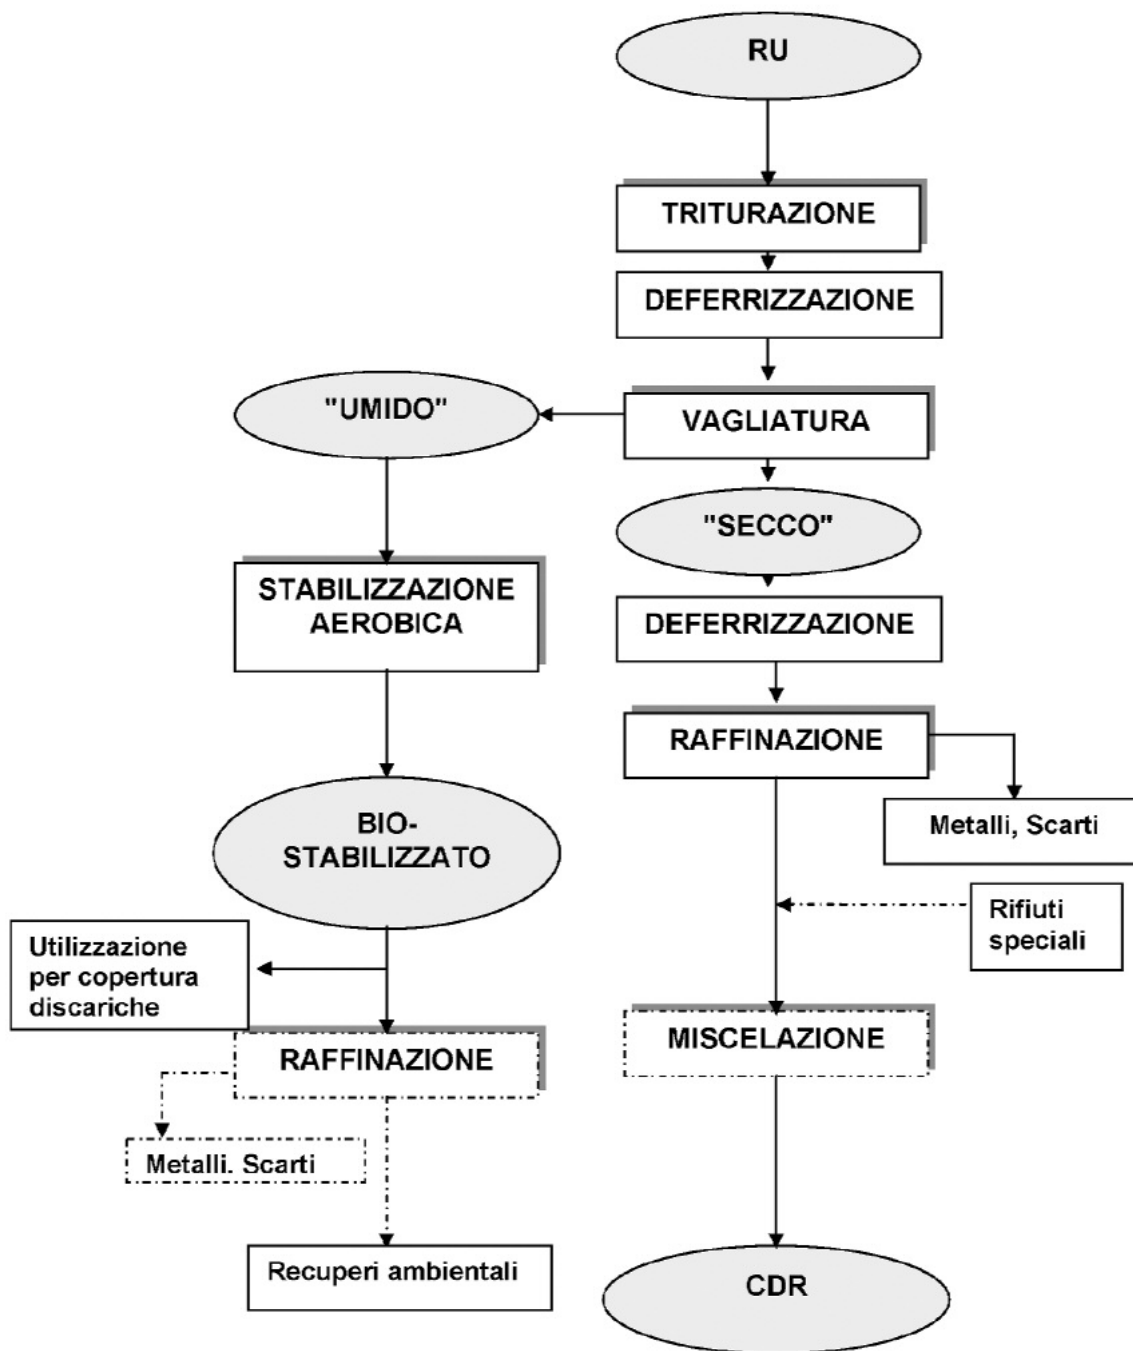 RU
TRITURAZIONE
DEFERRIZZAZIONE
"UMIDO"
VAGLIATURA
"SECCO"
STABILIZZAZIONE
AEROBICA
DEFERRIZZAZIONE
RAFFINAZIONE
Metalli, Scarti
BIO-
STABILIZZATO
Rifiuti
speciali
Utilizzazione
per copertura
discariche
RAFFINAZIONE
MISCELAZIONE
Metalli. Scarti
Recuperi ambientali
CDR